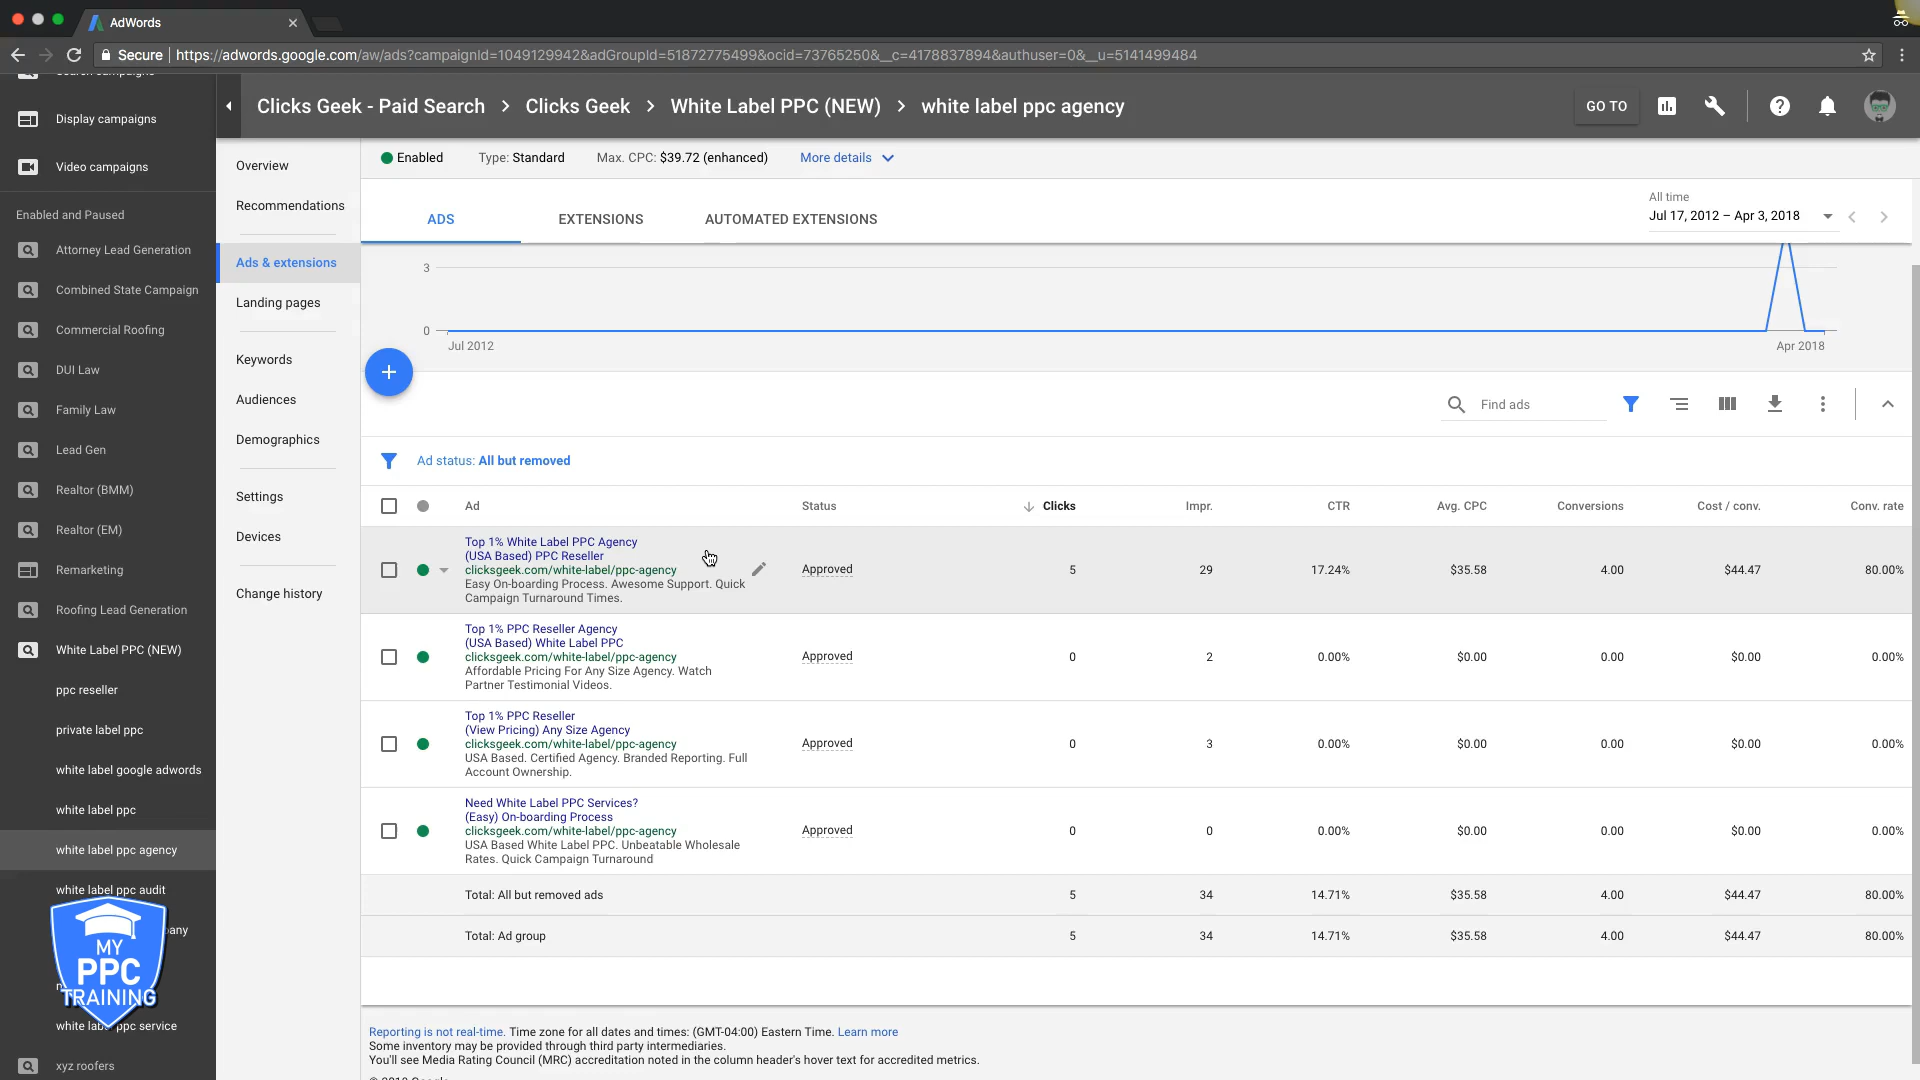 AdWords
Secure
https://adwords.google.com/aw/ads?campaignId=1049129942&adGroupId=51872775499&ocid=73765250&__c=4178837894&authuser=0&__u=5141499484
Search campaigns
Display campaigns
Video campaigns
Enabled and Paused
Attorney Lead Generation
Combined State Campaign
Commercial Roofing
DUI Law
Family Law
Lead Gen
Realtor (BMM)
Realtor (EM)
Remarketing
Roofing Lead Generation
White Label PPC (NEW)
ppc reseller
private label ppc
white label google adwords
white label ppc
white label ppc agency
white label ppc audit
white label ppc service
xyz roofers
MY
PPC
TRAINING
Clicks Geek - Paid Search > Clicks Geek > White Label PPC (NEW) > white label ppc agency
GO TO
Overview
Recommendations
Ads & extensions
Landing pages
Keywords
Audiences
Demographics
Settings
Devices
Change history
Enabled Type: Standard Max. CPC: $39.72 (enhanced) More details
ADS EXTENSIONS AUTOMATED EXTENSIONS
All time
Jul 17, 2012 – Apr 3, 2018
3
0
Jul 2012 Apr 2018
Find ads
Ad status: All but removed
Ad Status Clicks Impr. CTR Avg. CPC Conversions Cost / conv. Conv. rate
Top 1% White Label PPC Agency
(USA Based) PPC Reseller
clicksgeek.com/white-label/ppc-agency
Easy On-boarding Process. Awesome Support. Quick
Campaign Turnaround Times.
Approved 5 29 17.24% $35.58 4.00 $44.47 80.00%
Top 1% PPC Reseller Agency
(USA Based) White Label PPC
clicksgeek.com/white-label/ppc-agency
Affordable Pricing For Any Size Agency. Watch
Partner Testimonial Videos.
Approved 0 2 0.00% $0.00 0.00 $0.00 0.00%
Top 1% PPC Reseller
(View Pricing) Any Size Agency
clicksgeek.com/white-label/ppc-agency
USA Based. Certified Agency. Branded Reporting. Full
Account Ownership.
Approved 0 3 0.00% $0.00 0.00 $0.00 0.00%
Need White Label PPC Services?
(Easy) On-boarding Process
clicksgeek.com/white-label/ppc-agency
USA Based White Label PPC. Unbeatable Wholesale
Rates. Quick Campaign Turnaround
Approved 0 0 0.00% $0.00 0.00 $0.00 0.00%
Total: All but removed ads 5 34 14.71% $35.58 4.00 $44.47 80.00%
Total: Ad group 5 34 14.71% $35.58 4.00 $44.47 80.00%
Reporting is not real-time. Time zone for all dates and times: (GMT-04:00) Eastern Time. Learn more
Some inventory may be provided through third party intermediaries.
You'll see Media Rating Council (MRC) accreditation noted in the column header's hover text for accredited metrics.